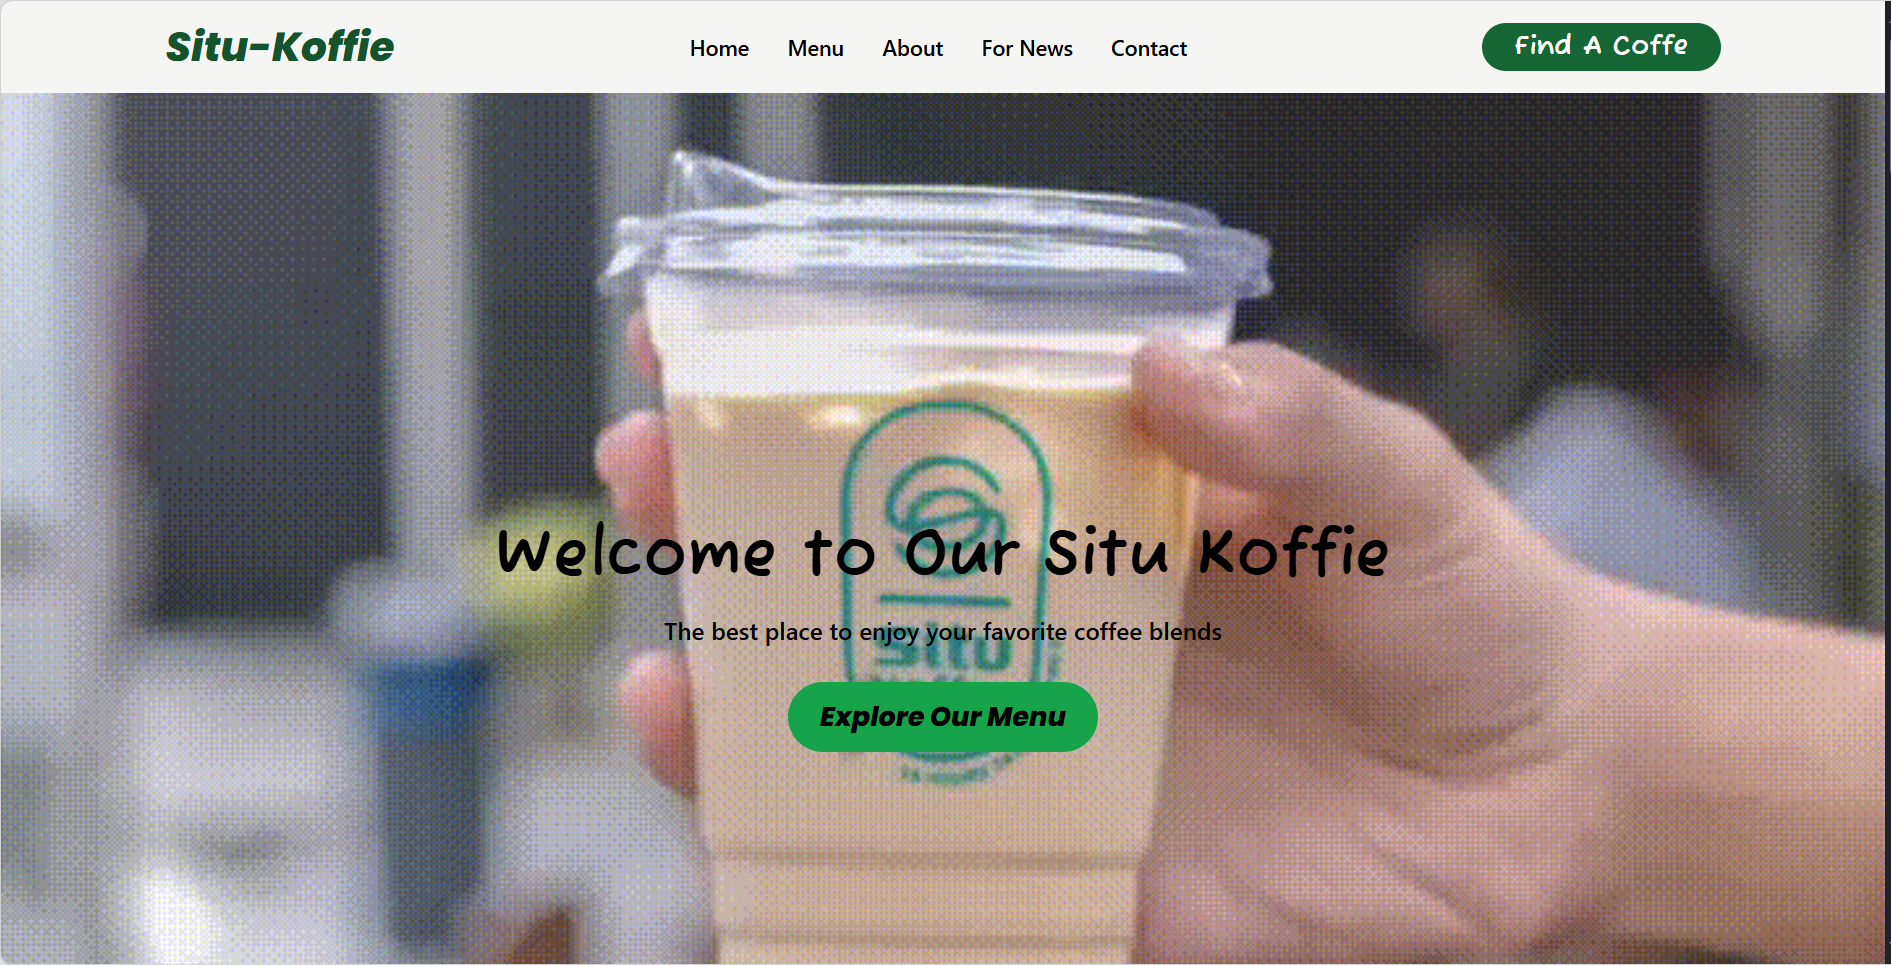 Situ-Koffie
Home Menu About For News Contact
Find A Coffe
Welcome to Our Situ Koffie
The best place to enjoy your favorite coffee blends
situ
Explore Our Menu